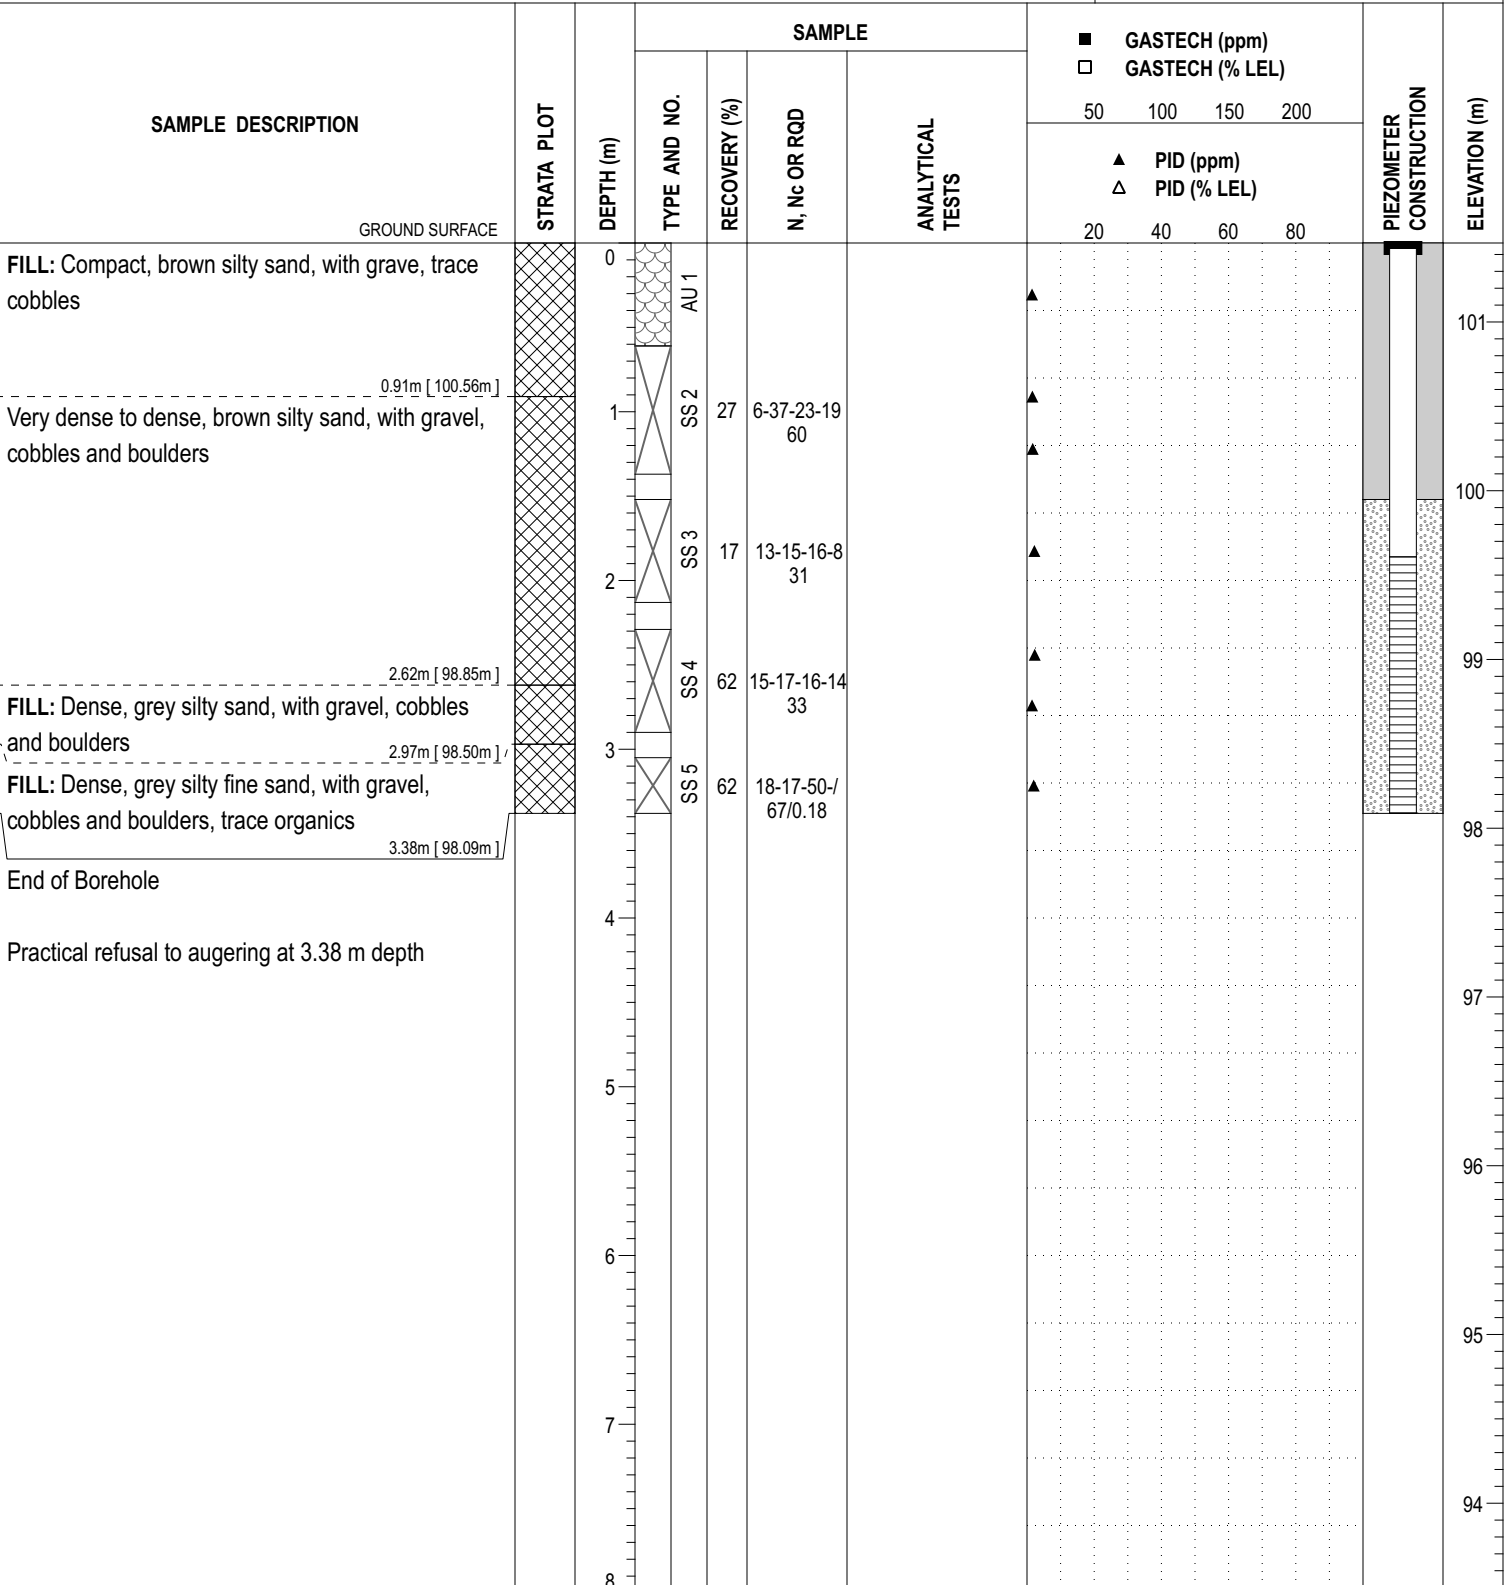 SAMPLE
■ GASTECH (ppm)
□ GASTECH (% LEL)
SAMPLE DESCRIPTION
STRATA PLOT
DEPTH (m)
TYPE AND NO.
RECOVERY (%)
N, Nc OR RQD
ANALYTICAL
TESTS
50 100 150 200
▲ PID (ppm)
△ PID (% LEL)
20 40 60 80
PIEZOMETER
CONSTRUCTION
ELEVATION (m)
GROUND SURFACE
FILL: Compact, brown silty sand, with grave, trace
cobbles
0.91m [ 100.56m ]
0
AU 1
101
Very dense to dense, brown silty sand, with gravel,
cobbles and boulders
1
SS 2
27
6-37-23-19
60
100
SS 3
17
13-15-16-8
31
2
2.62m [ 98.85m ]
99
FILL: Dense, grey silty sand, with gravel, cobbles
and boulders
2.97m [ 98.50m ]
SS 4
62
15-17-16-14
33
3
FILL: Dense, grey silty fine sand, with gravel,
cobbles and boulders, trace organics
3.38m [ 98.09m ]
SS 5
62
18-17-50-/
67/0.18
98
End of Borehole
4
Practical refusal to augering at 3.38 m depth
97
5
96
6
95
7
94
8